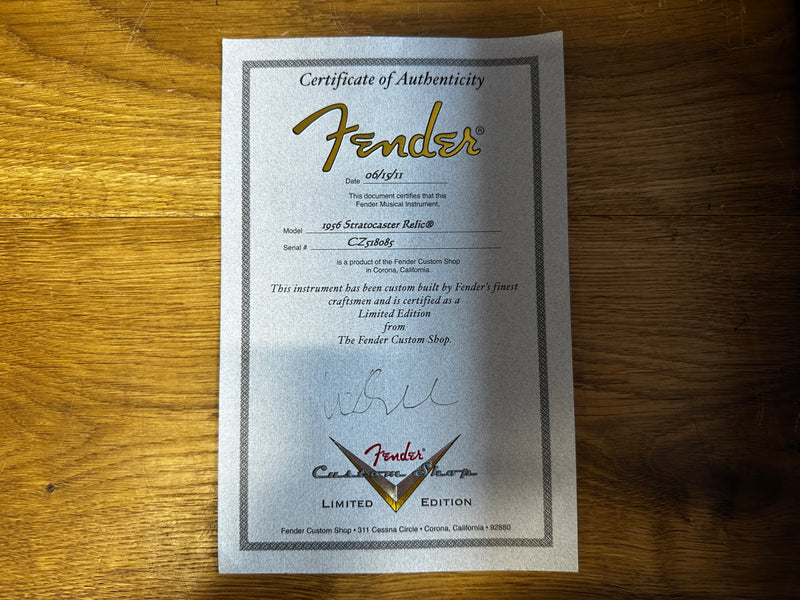 Certificate of Authenticity
Fender®
Date 06/15/11
This document certifies that this
Fender Musical Instrument,
Model 1956 Stratocaster Relic®
Serial # CZ518085
is a product of the Fender Custom Shop
in Corona, California.
This instrument has been custom built by Fender's finest
craftsmen and is certified as a
Limited Edition
from
The Fender Custom Shop.
Fender®
Custom Shop
LIMITED EDITION
Fender Custom Shop • 311 Cessna Circle • Corona, California • 92880